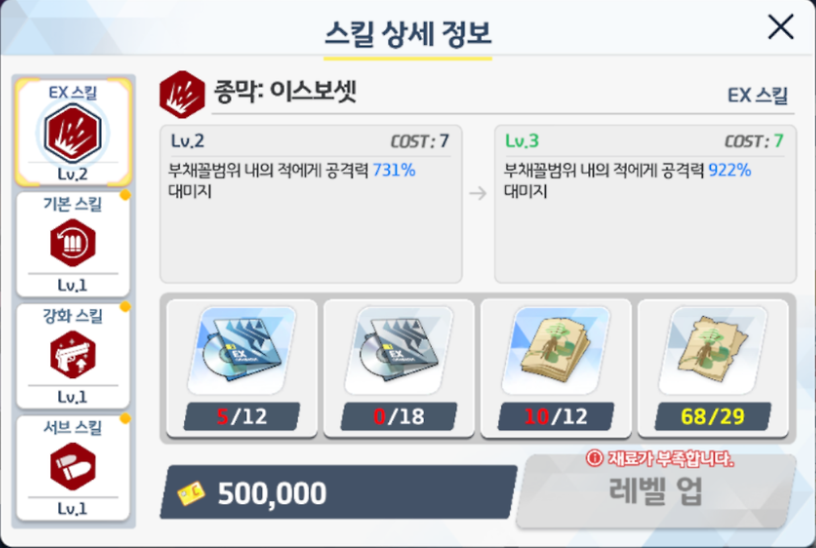 스킬 상세 정보
EX 스킬
Lv.2
기본 스킬
Lv.1
강화 스킬
Lv.1
서브 스킬
Lv.1
종막: 이스보셋
EX 스킬
Lv.2 COST: 7
부채꼴범위 내의 적에게 공격력 731%
대미지
Lv.3 COST: 7
부채꼴범위 내의 적에게 공격력 922%
대미지
EX
EX
5/12
0/18
10/12
68/29
재료가 부족합니다.
500,000
레벨 업